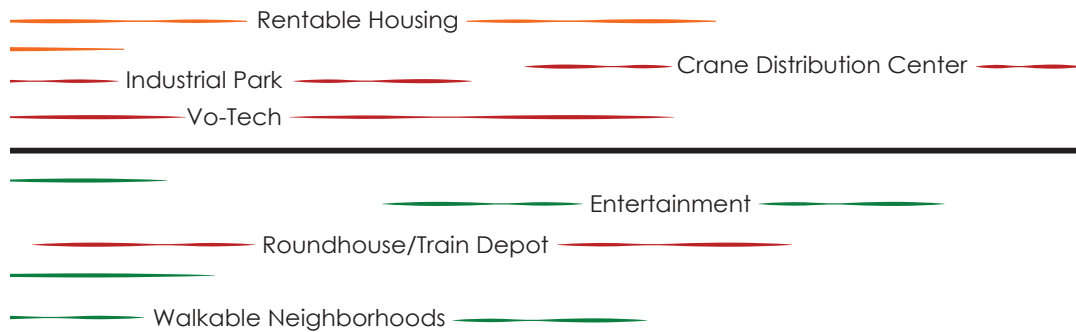 Rentable Housing
Crane Distribution Center
Industrial Park
Vo-Tech
Entertainment
Roundhouse/Train Depot
Walkable Neighborhoods